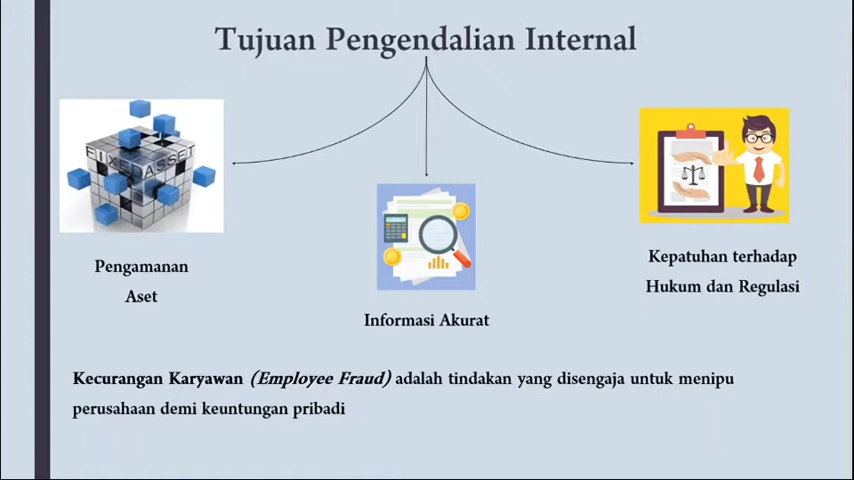 Tujuan Pengendalian Internal
FIXED ASSET
Pengamanan
Aset
Informasi Akurat
Kepatuhan terhadap
Hukum dan Regulasi
Kecurangan Karyawan (Employee Fraud) adalah tindakan yang disengaja untuk menipu
perusahaan demi keuntungan pribadi